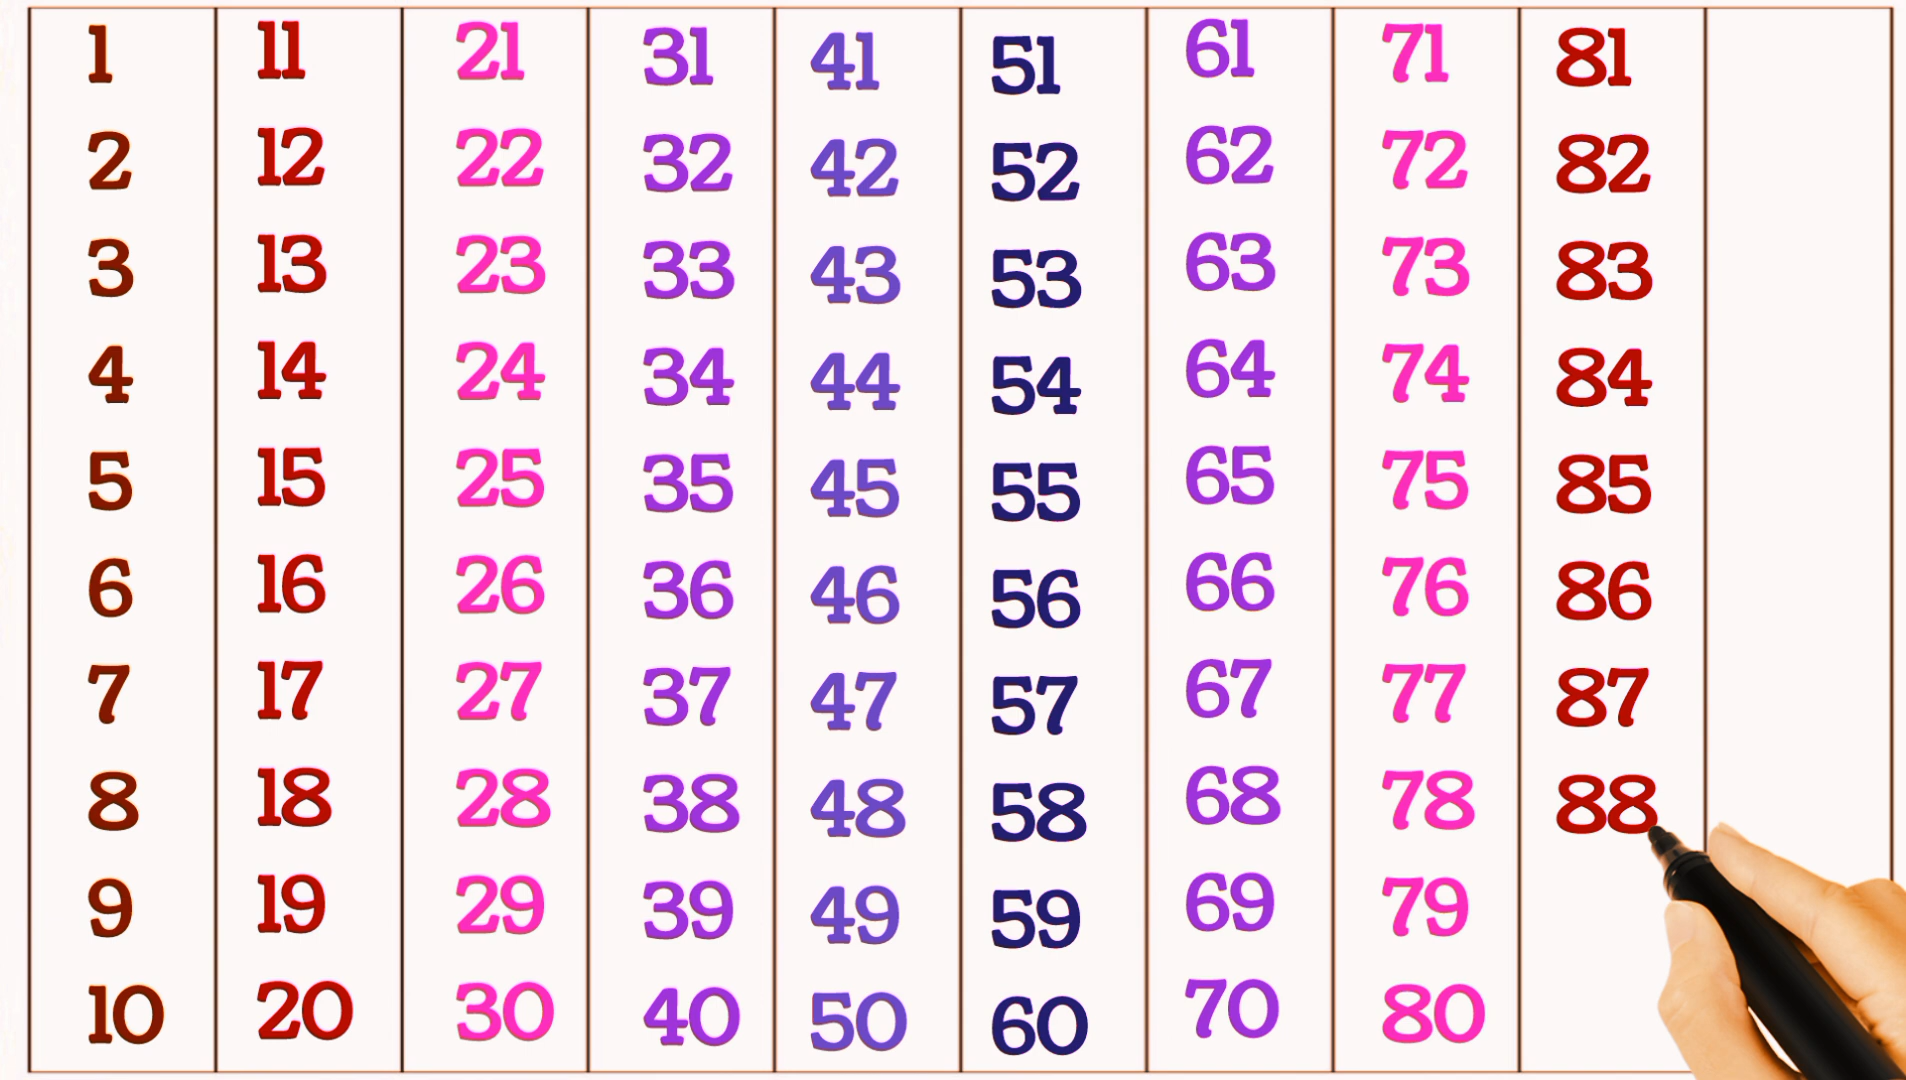 1 11 21 31 41 51 61 71 81
2 12 22 32 42 52 62 72 82
3 13 23 33 43 53 63 73 83
4 14 24 34 44 54 64 74 84
5 15 25 35 45 55 65 75 85
6 16 26 36 46 56 66 76 86
7 17 27 37 47 57 67 77 87
8 18 28 38 48 58 68 78 88
9 19 29 39 49 59 69 79
10 20 30 40 50 60 70 80